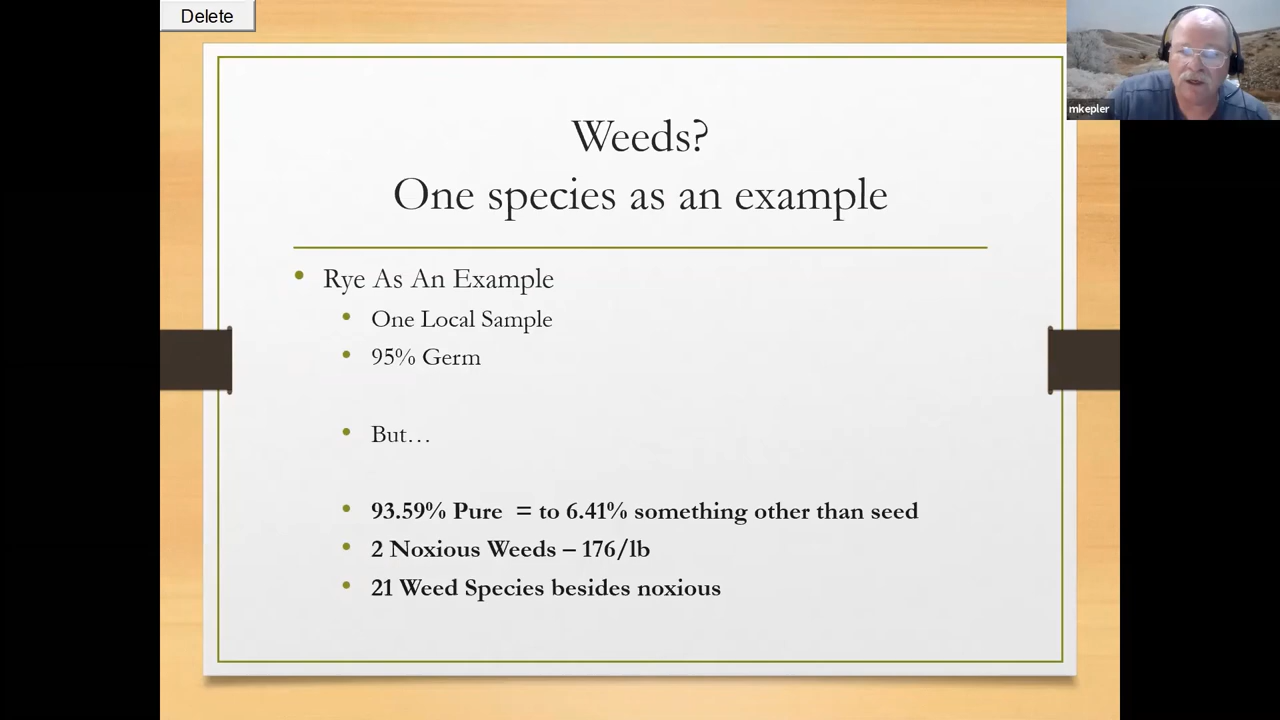 Delete
mkepler
Weeds?
One species as an example
Rye As An Example
One Local Sample
95% Germ
But…
93.59% Pure = to 6.41% something other than seed
2 Noxious Weeds – 176/lb
21 Weed Species besides noxious